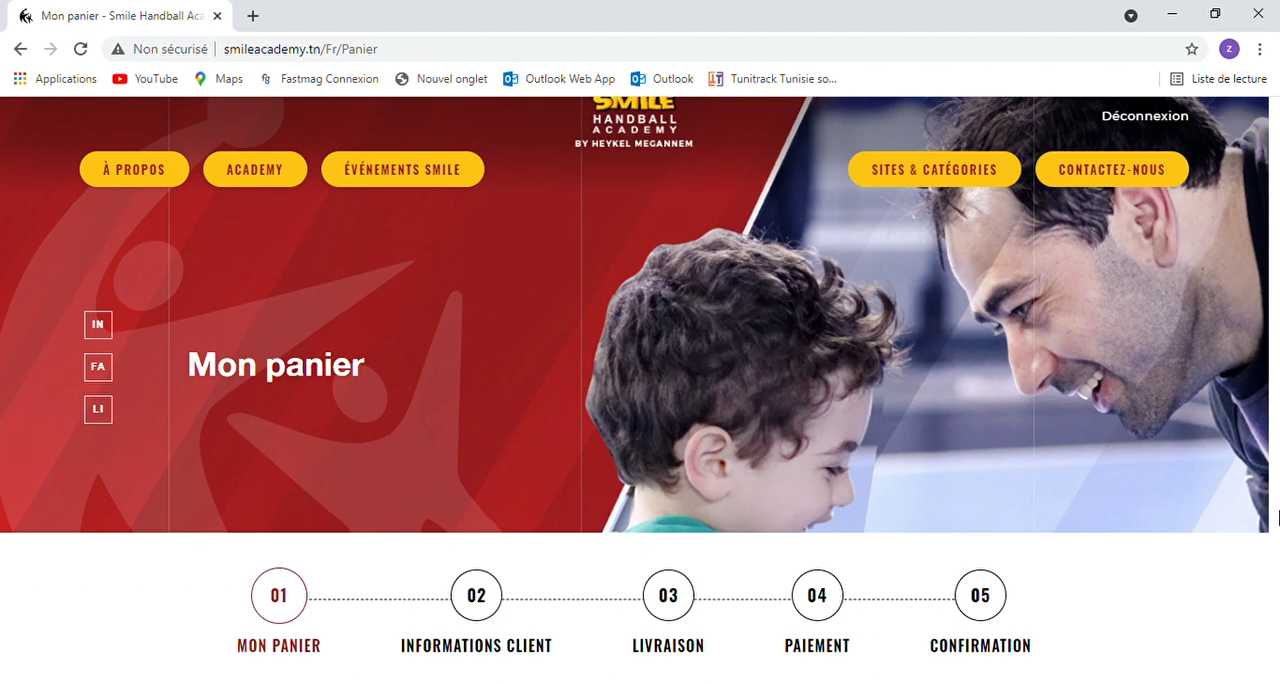 Mon panier - Smile Handball Aca
Non sécurisé
smileacademy.tn/Fr/Panier
Z
Applications
YouTube
Maps
Fastmag Connexion
Nouvel onglet
Outlook Web App
Outlook
Tunitrack Tunisie so...
Liste de lecture
SMILE
HANDBALL
ACADEMY
BY HEYKEL MEGANNEM
Déconnexion
À PROPOS
ACADEMY
ÉVÉNEMENTS SMILE
SITES & CATÉGORIES
CONTACTEZ-NOUS
IN
FA
LI
Mon panier
01
02
03
04
05
MON PANIER
INFORMATIONS CLIENT
LIVRAISON
PAIEMENT
CONFIRMATION